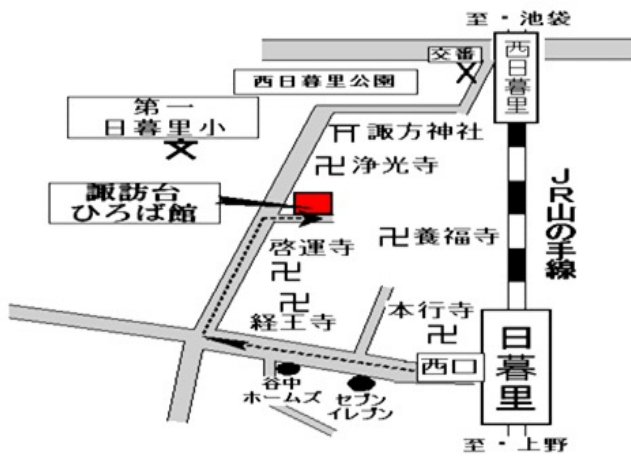 至・池袋
西日暮里
交番
西日暮里公園
第一
日暮里小
諏方神社
浄光寺
諏訪台
ひろば館
JR山の手線
啓運寺
養福寺
経王寺
本行寺
日暮里
西口
谷中
ホームズ
セブン
イレブン
至・上野